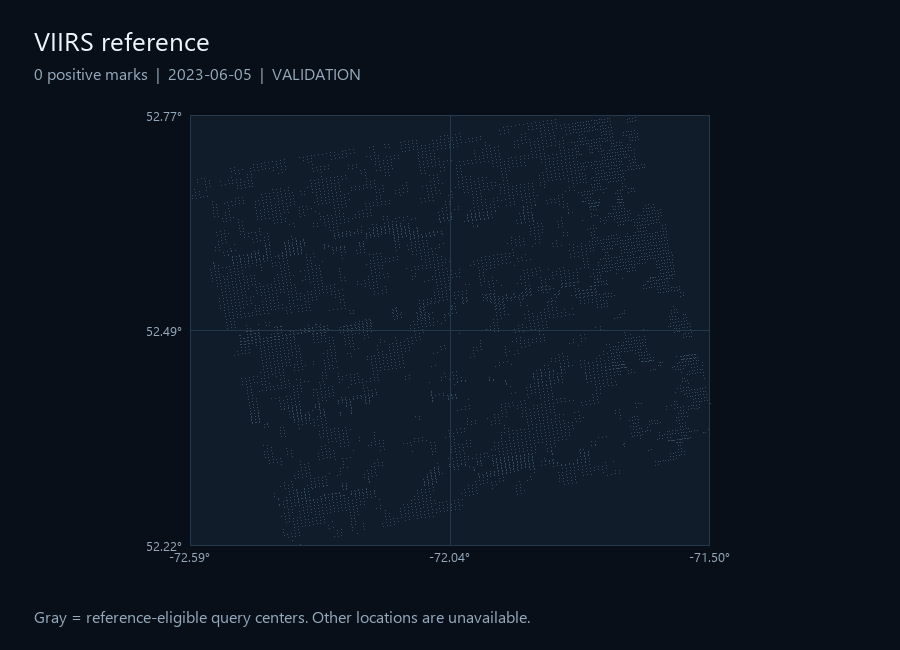 VIIRS reference
0 positive marks | 2023-06-05 | VALIDATION
52.77°
52.49°
52.22°
-72.59°
-72.04°
-71.50°
Gray = reference-eligible query centers. Other locations are unavailable.